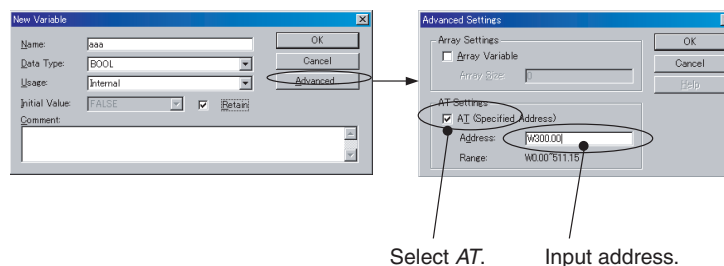 New Variable
Name: aaa
Data Type: BOOL
Usage: Internal
Initial Value: FALSE Retain
Comment:
OK
Cancel
Advanced...
Advanced Settings
Array Settings
Array Variable
Array Size: 0
AT Settings
AT (Specified Address)
Address: W300.00
Range: W0.00~511.15
OK
Cancel
Help
Select AT.
Input address.